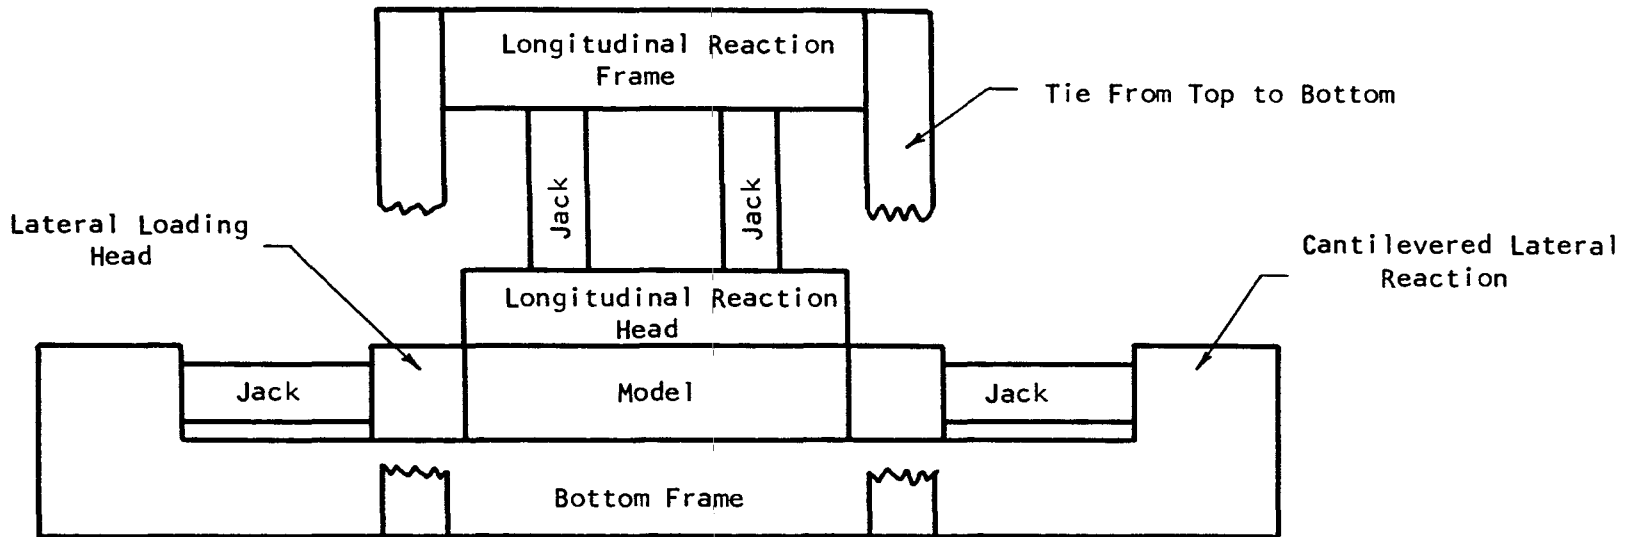 Longitudinal Reaction
Frame
Tie From Top to Bottom
Jack
Jack
Lateral Loading
Head
Cantilevered Lateral
Reaction
Longitudinal Reaction
Head
Jack
Model
Jack
Bottom Frame